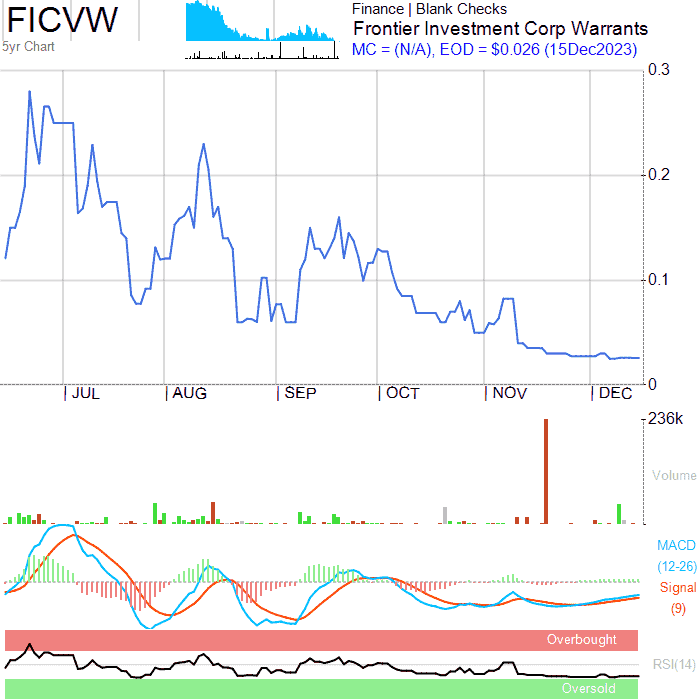 FICVW
5yr Chart
Finance | Blank Checks
Frontier Investment Corp Warrants
MC = (N/A), EOD = $0.026 (15Dec2023)
0.3
0.2
0.1
0
JUL
AUG
SEP
OCT
NOV
DEC
236k
Volume
MACD
(12-26)
Signal
(9)
Overbought
RSI(14)
Oversold